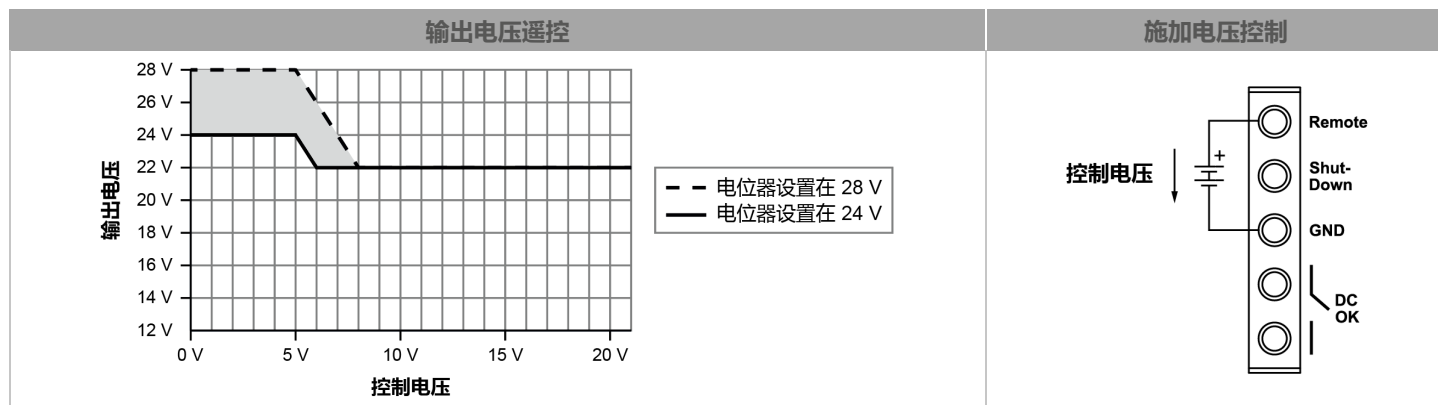 输出电压遥控
施加电压控制
28 V
26 V
24 V
22 V
20 V
18 V
16 V
14 V
12 V
输出电压
0 V
5 V
10 V
15 V
20 V
控制电压
电位器设置在 28 V
电位器设置在 24 V
控制电压
+
Remote
Shut-
Down
GND
DC
OK